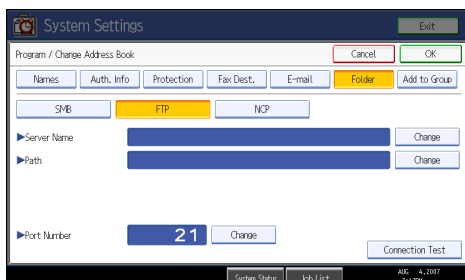 System Settings Exit
Program / Change Address Book Cancel OK
Names Auth. Info Protection Fax Dest. E-mail Folder Add to Group
SMB FTP NCP
▶Server Name Change
▶Path Change
▶Port Number 21 Change
Connection Test
System Status Job List AUG 4,2007